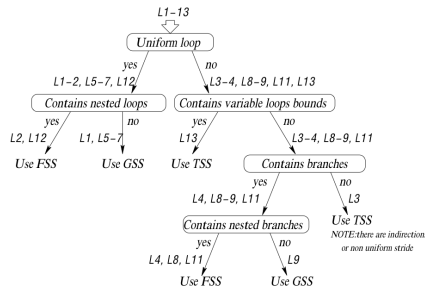 L1-13
Uniform loop
yes no
L1-2, L5-7, L12 L3-4, L8-9, L11, L13
Contains nested loops Contains variable loops bounds
yes no yes no
L2, L12 L1, L5-7 L13 L3-4, L8-9, L11
Use FSS Use GSS Use TSS Contains branches
yes no
L4, L8-9, L11 L3
Contains nested branches Use TSS
NOTE:there are indirection
or non uniform stride
yes no
L4, L8, L11 L9
Use FSS Use GSS